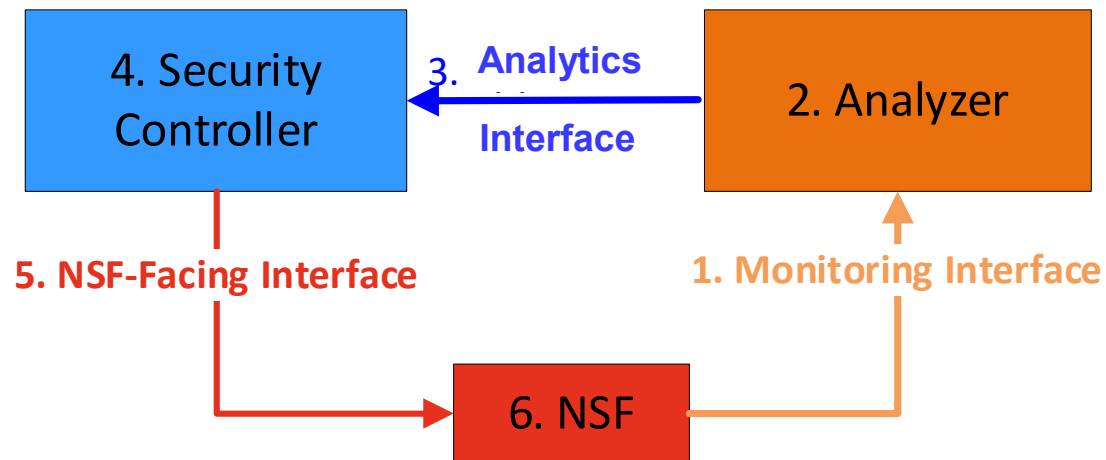 4. Security
Controller
3. Analytics
Interface
2. Analyzer
5. NSF-Facing Interface
1. Monitoring Interface
6. NSF